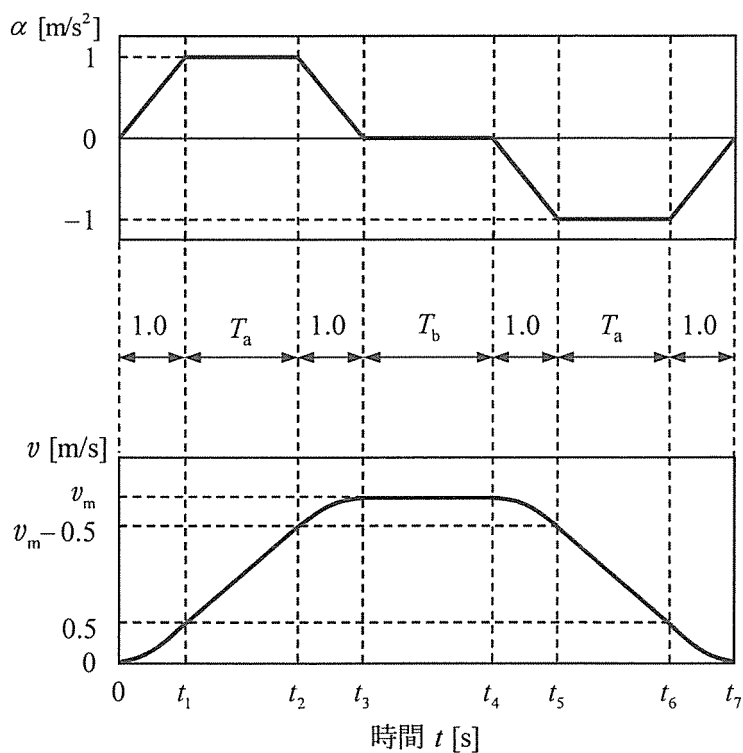 α [m/s²]
1
0
−1
1.0 Tₐ 1.0 T_b 1.0 Tₐ 1.0
v [m/s]
vₘ
vₘ−0.5
0.5
0
0 t₁ t₂ t₃ t₄ t₅ t₆ t₇
時間 t [s]